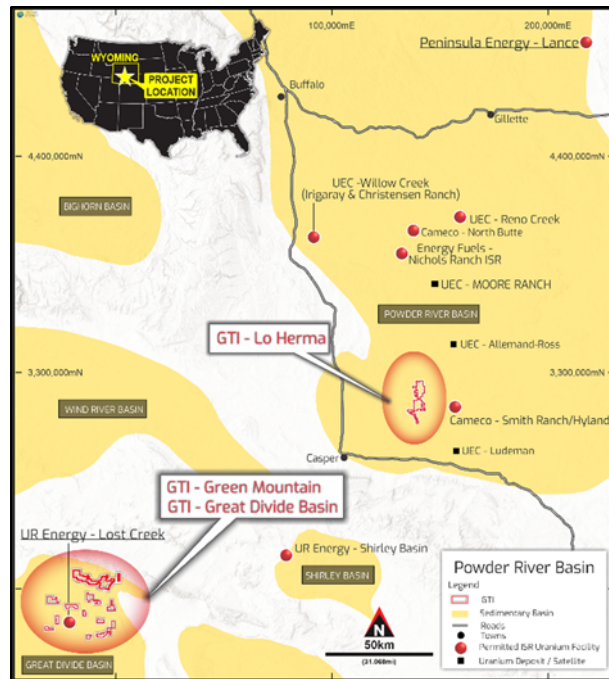 100,000mE
200,000mE
Peninsula Energy - Lance
WYOMING
PROJECT
LOCATION
Buffalo
Gillette
4,400,000mN
4,400,000mN
UEC -Willow Creek
(Irigaray & Christensen Ranch)
BIGHORN BASIN
UEC - Reno Creek
Cameco - North Butte
Energy Fuels -
Nichols Ranch ISR
UEC - MOORE RANCH
POWDER RIVER BASIN
GTI - Lo Herma
UEC - Allemand-Ross
3,300,000mN
3,300,000mN
WIND RIVER BASIN
Cameco - Smith Ranch/Hyland
Casper
UEC - Ludeman
GTI - Green Mountain
GTI - Great Divide Basin
UR Energy - Lost Creek
UR Energy - Shirley Basin
SHIRLEY BASIN
GREAT DIVIDE BASIN
N
50km
(31.068mi)
Powder River Basin
Legend
GTI
Sedimentary Basin
Roads
Towns
Permitted ISR Uranium Facility
Uranium Deposit / Satellite